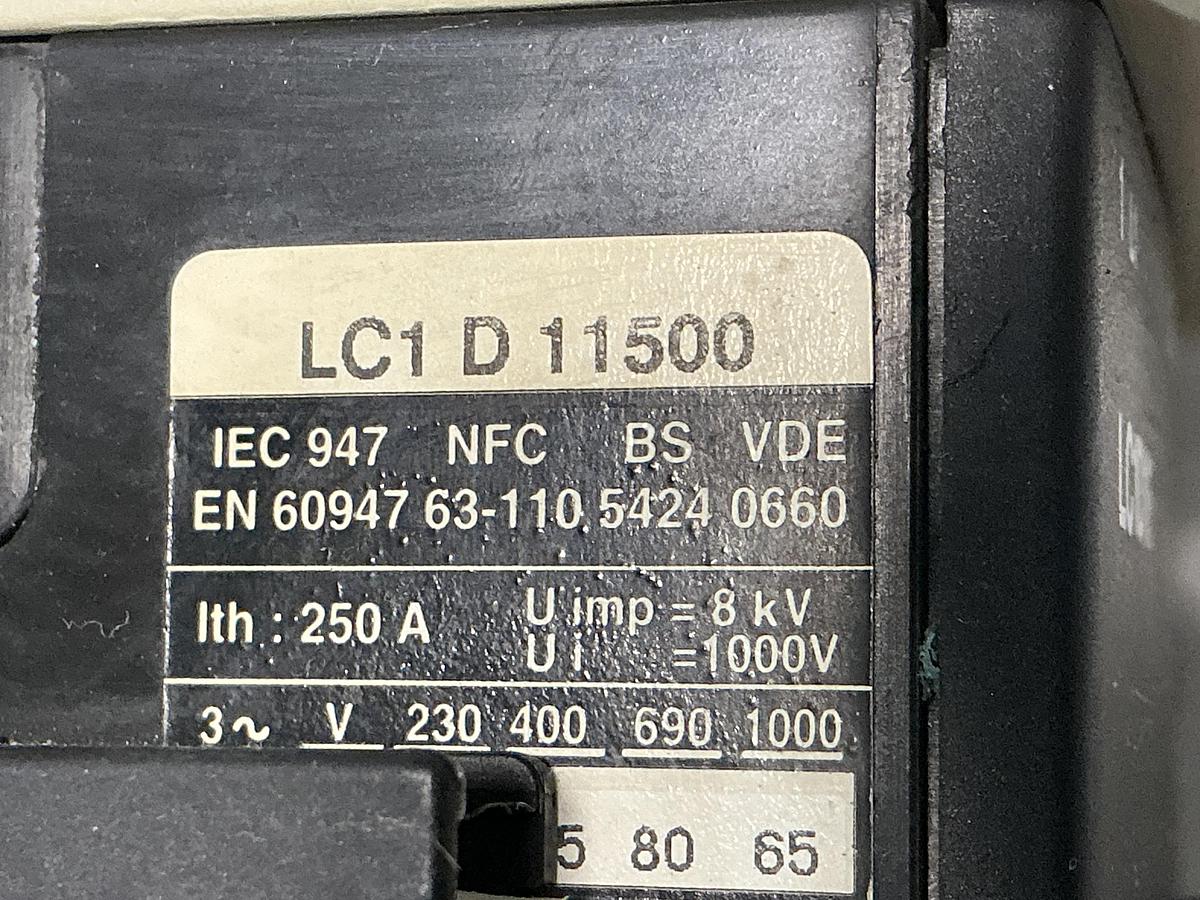 LC1 D 11500
IEC 947 NFC BS VDE
EN 60947 63-110 5424 0660
Ith : 250 A U imp = 8 kV
U i =1000V
3~ V 230 400 690 1000
5 80 65